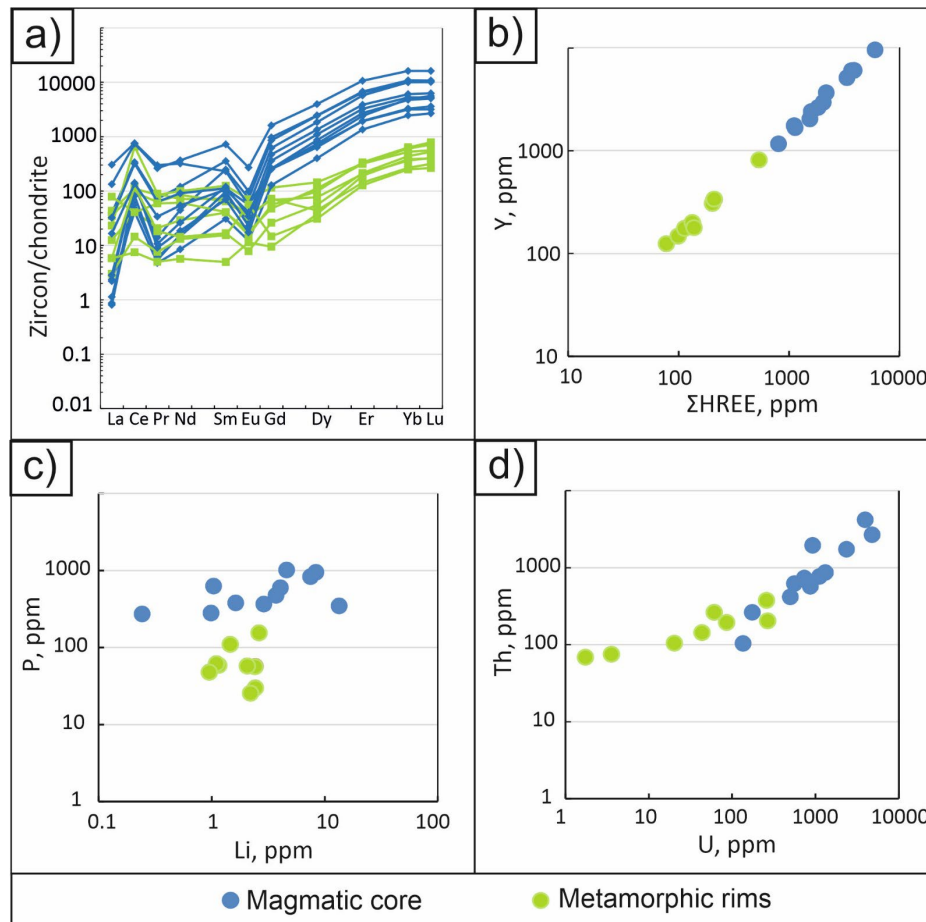 a)
10000
1000
100
10
1
0.1
0.01
Zircon/chondrite
La Ce Pr Nd Sm Eu Gd Dy Er Yb Lu
b)
1000
100
10
Y, ppm
10 100 1000 10000
ΣHREE, ppm
c)
1000
100
10
1
P, ppm
0.1 1 10 100
Li, ppm
d)
1000
100
10
1
Th, ppm
1 10 100 1000 10000
U, ppm
Magmatic core Metamorphic rims